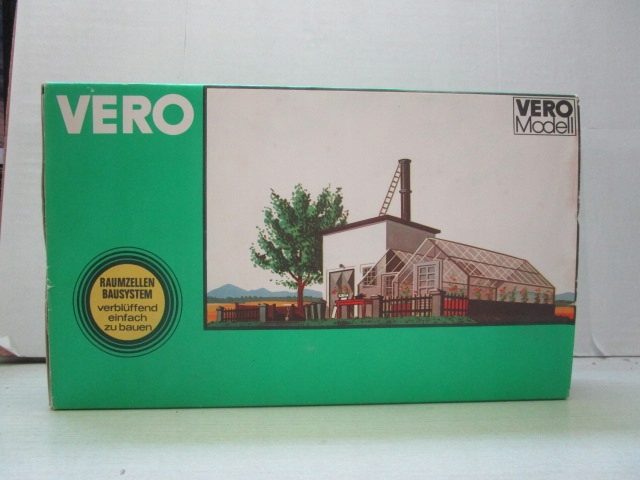 VERO
VERO
Modell
RAUMZELLEN
BAUSYSTEM
verblüffend
einfach
zu bauen